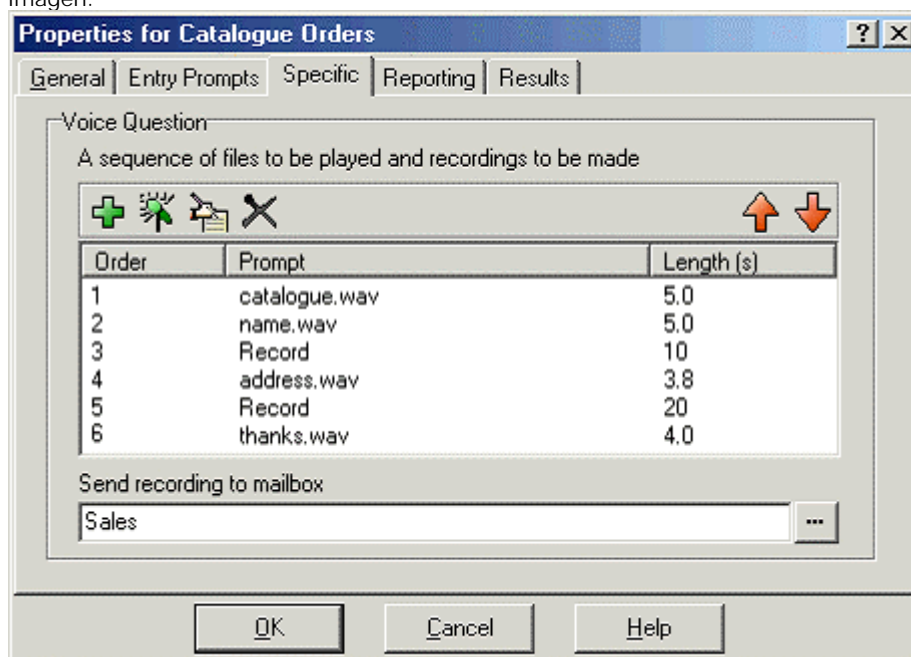 imagen:
Properties for Catalogue Orders
General Entry Prompts Specific Reporting Results
Voice Question
A sequence of files to be played and recordings to be made
Order Prompt Length (s)
1 catalogue.wav 5.0
2 name.wav 5.0
3 Record 10
4 address.wav 3.8
5 Record 20
6 thanks.wav 4.0
Send recording to mailbox
Sales ...
OK Cancel Help